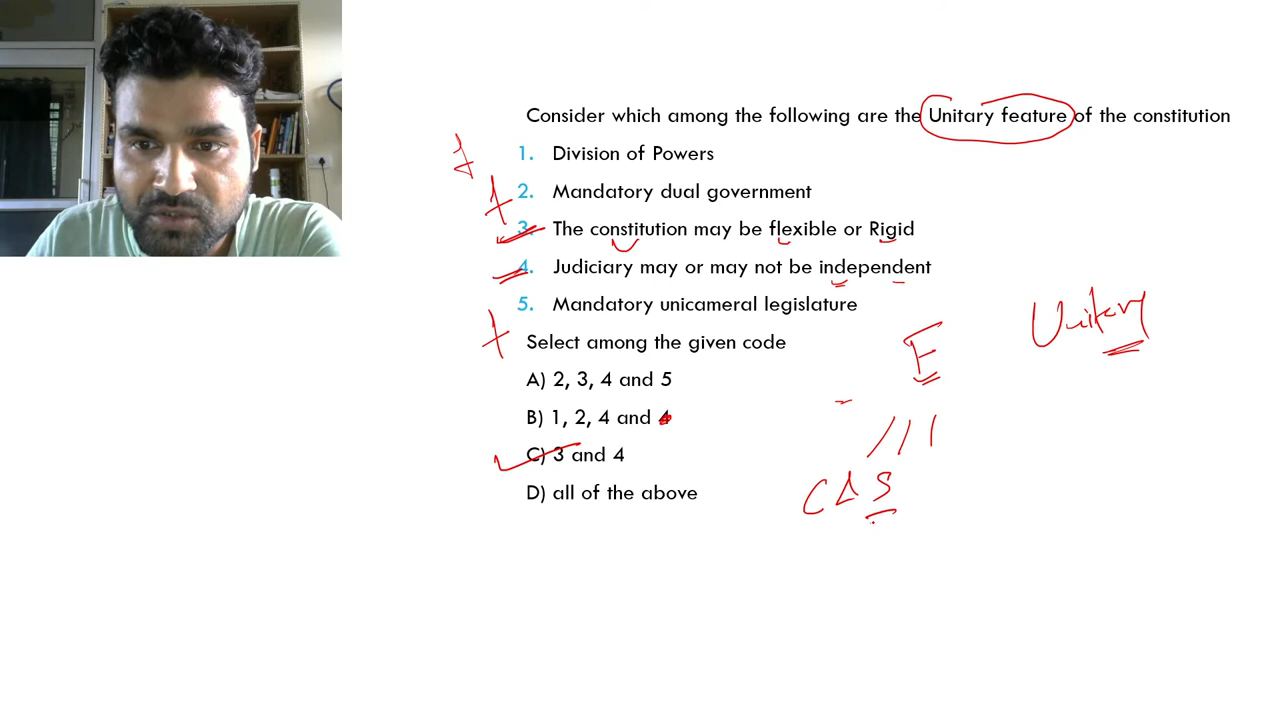 Consider which among the following are the Unitary feature of the constitution
1. Division of Powers
2. Mandatory dual government
3. The constitution may be flexible or Rigid
4. Judiciary may or may not be independent
5. Mandatory unicameral legislature
Select among the given code
A) 2, 3, 4 and 5
B) 1, 2, 4 and 4
C) 3 and 4
D) all of the above
Unitary
E
C A S